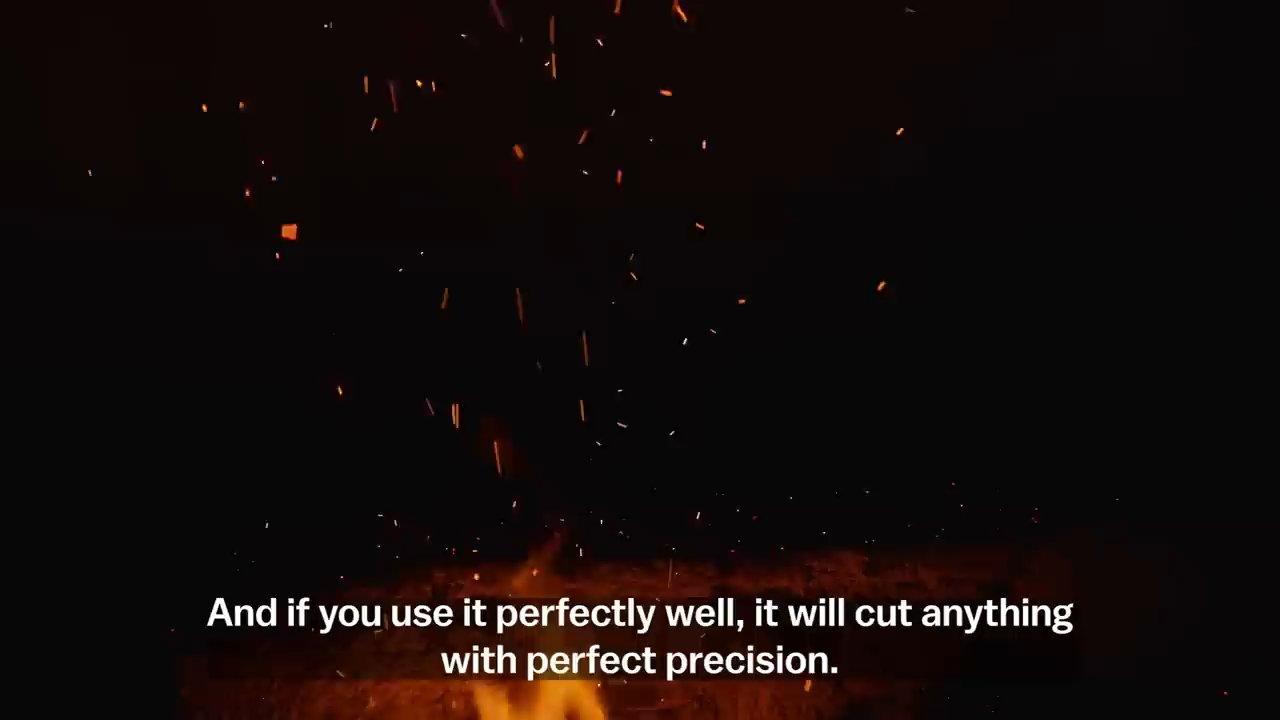 And if you use it perfectly well, it will cut anything
with perfect precision.